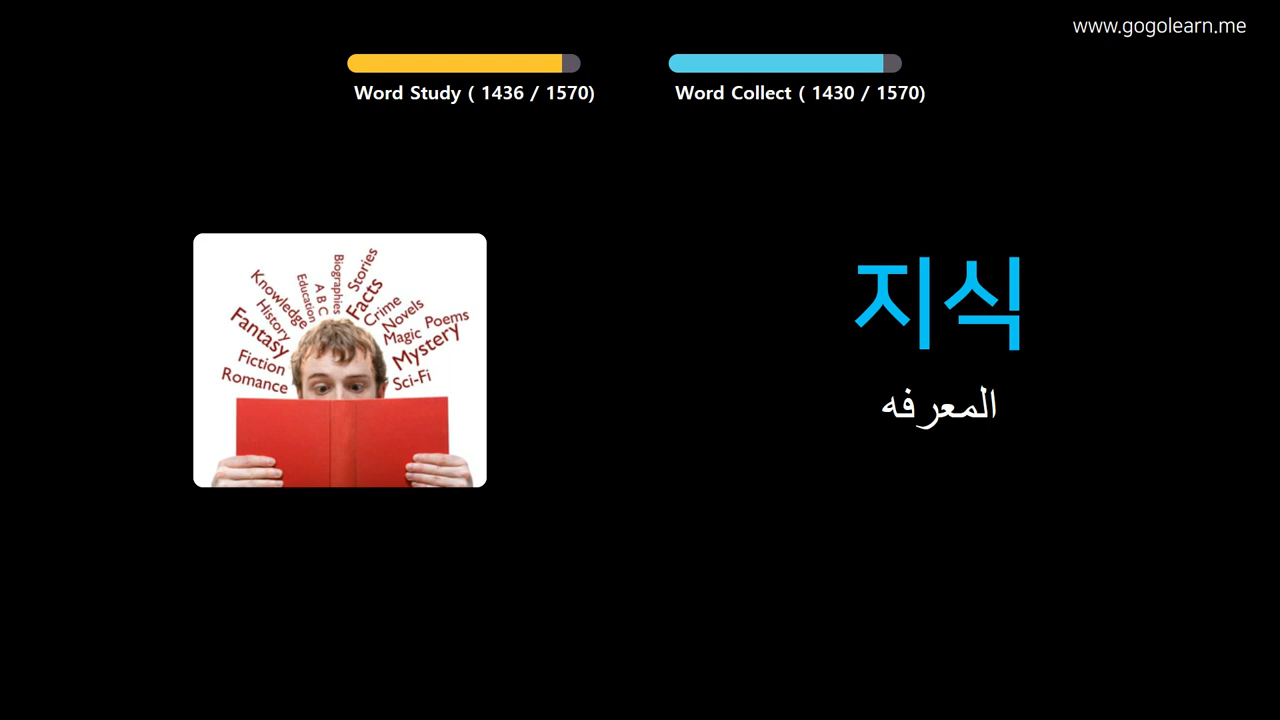 www.gogolearn.me
Word Study ( 1436 / 1570)
Word Collect ( 1430 / 1570)
Knowledge
History
Fantasy
Fiction
Romance
Education
A B C
Biographies
Stories
Facts
Crime
Novels
Magic
Poems
Mystery
Sci-Fi
지식
المعرفه